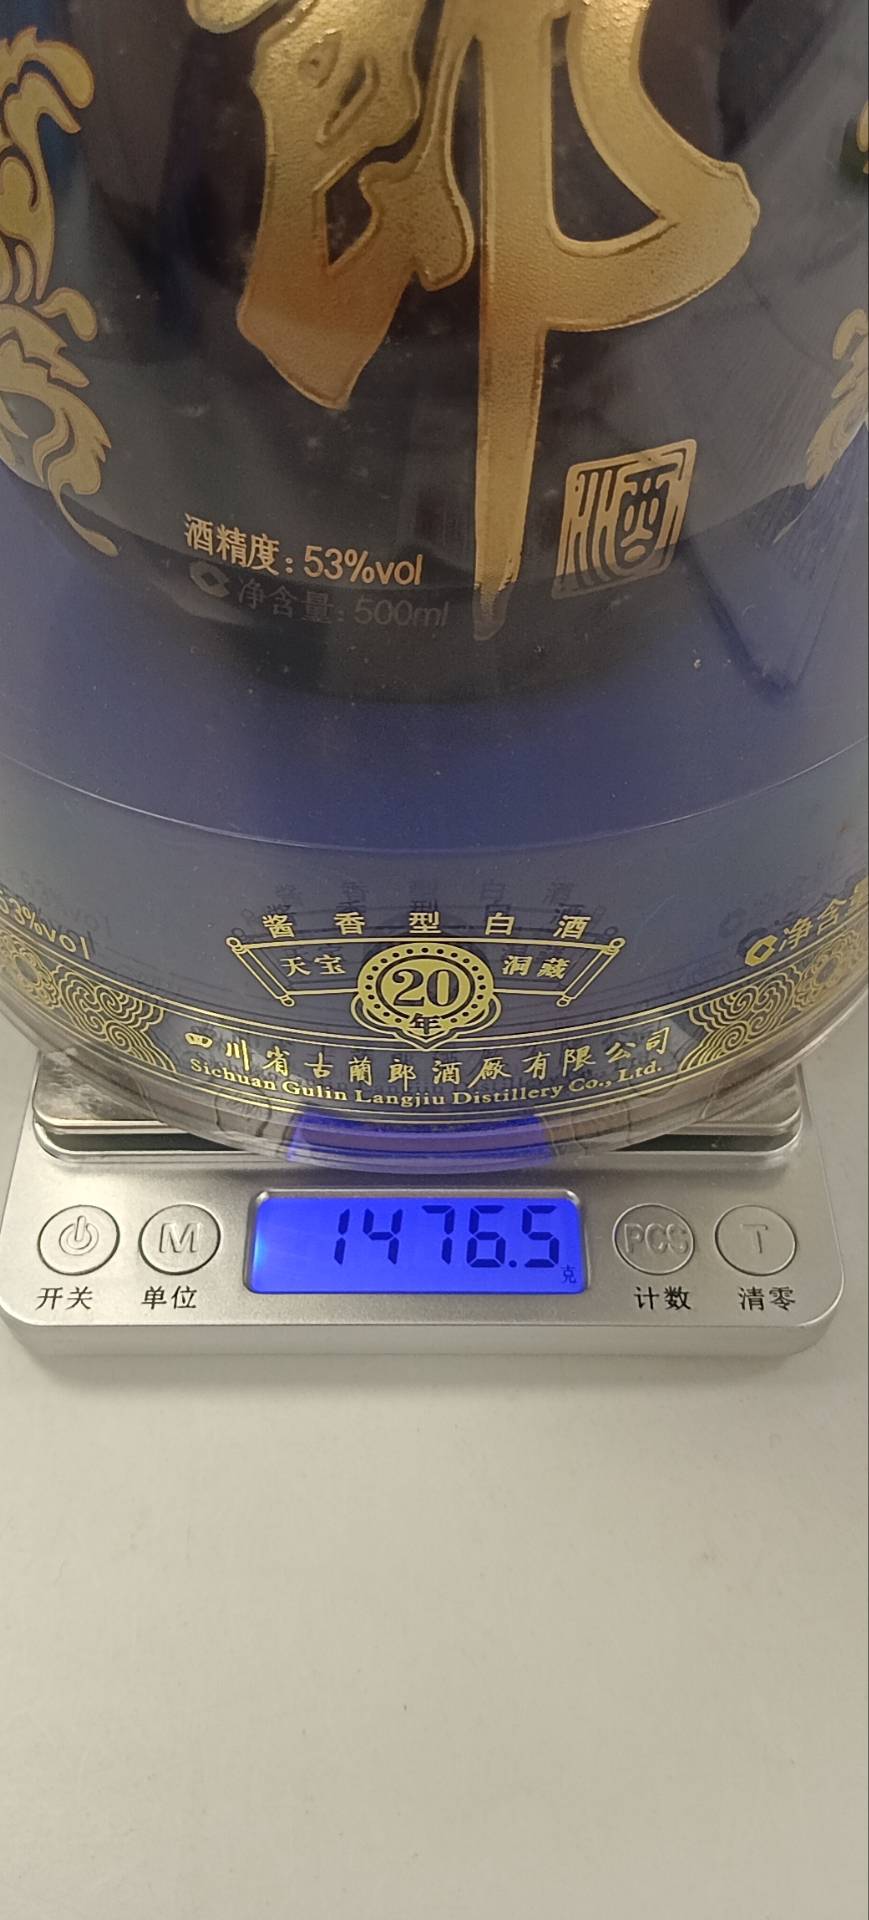 郎
酒
酒精度：53%vol
净含量：500ml
酱香型白酒
53%vol
天宝
20
年
洞藏
净含量
四川省古蔺郎酒厂有限公司
Sichuan Gulin Langjiu Distillery Co., Ltd.
1476.5
克
M
PCS
T
开关
单位
计数
清零